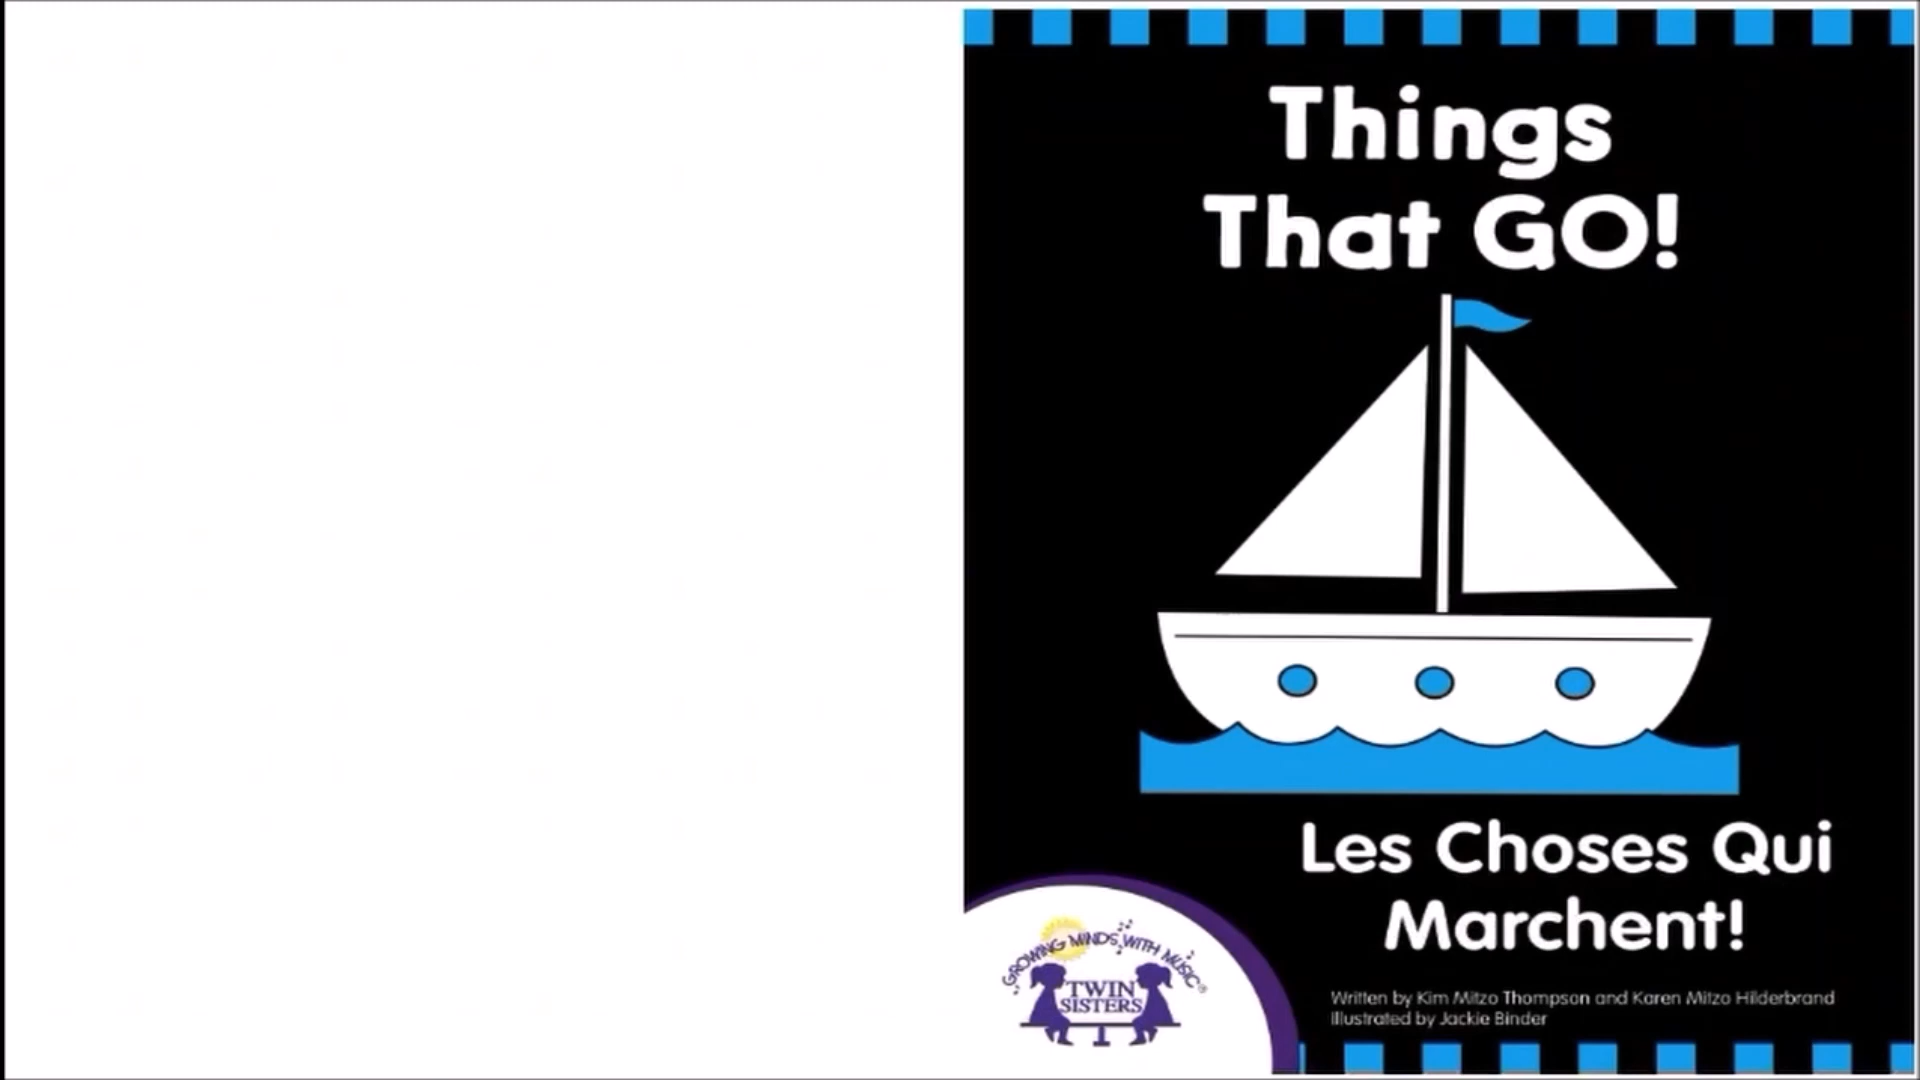 Things
That GO!
Les Choses Qui
Marchent!
GROWING MINDS WITH MUSIC®
TWIN
SISTERS
Written by Kim Mitzo Thompson and Karen Mitzo Hilderbrand
Illustrated by Jackie Binder